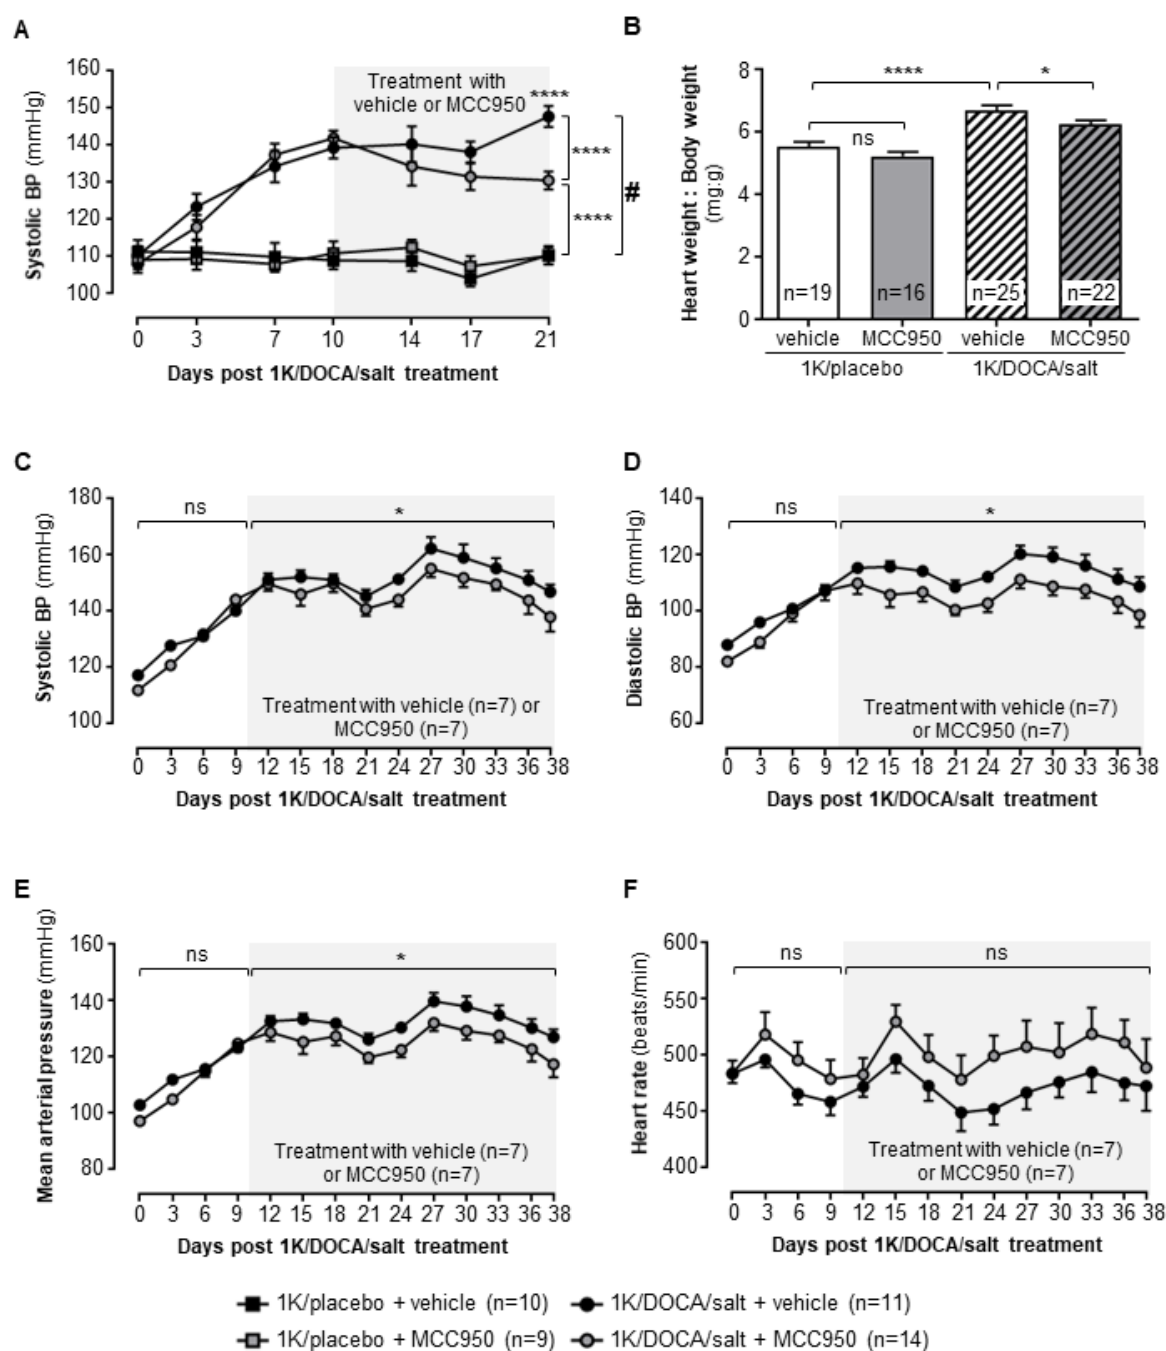 A
160
150
140
130
120
110
100
Systolic BP (mmHg)
Treatment with
vehicle or MCC950
****
****
****
#
0 3 7 10 14 17 21
Days post 1K/DOCA/salt treatment
B
8
6
4
2
0
Heart weight : Body weight
(mg:g)
****
*
ns
n=19 n=16 n=25 n=22
vehicle MCC950 vehicle MCC950
1K/placebo 1K/DOCA/salt
C
180
160
140
120
100
Systolic BP (mmHg)
ns
*
Treatment with vehicle (n=7) or
MCC950 (n=7)
0 3 6 9 12 15 18 21 24 27 30 33 36 38
Days post 1K/DOCA/salt treatment
D
140
120
100
80
60
Diastolic BP (mmHg)
ns
*
Treatment with vehicle (n=7)
or MCC950 (n=7)
0 3 6 9 12 15 18 21 24 27 30 33 36 38
Days post 1K/DOCA/salt treatment
E
160
140
120
100
80
Mean arterial pressure (mmHg)
ns
*
Treatment with vehicle (n=7)
or MCC950 (n=7)
0 3 6 9 12 15 18 21 24 27 30 33 36 38
Days post 1K/DOCA/salt treatment
F
600
550
500
450
400
Heart rate (beats/min)
ns
ns
Treatment with vehicle (n=7)
or MCC950 (n=7)
0 3 6 9 12 15 18 21 24 27 30 33 36 38
Days post 1K/DOCA/salt treatment
1K/placebo + vehicle (n=10) 1K/DOCA/salt + vehicle (n=11)
1K/placebo + MCC950 (n=9) 1K/DOCA/salt + MCC950 (n=14)